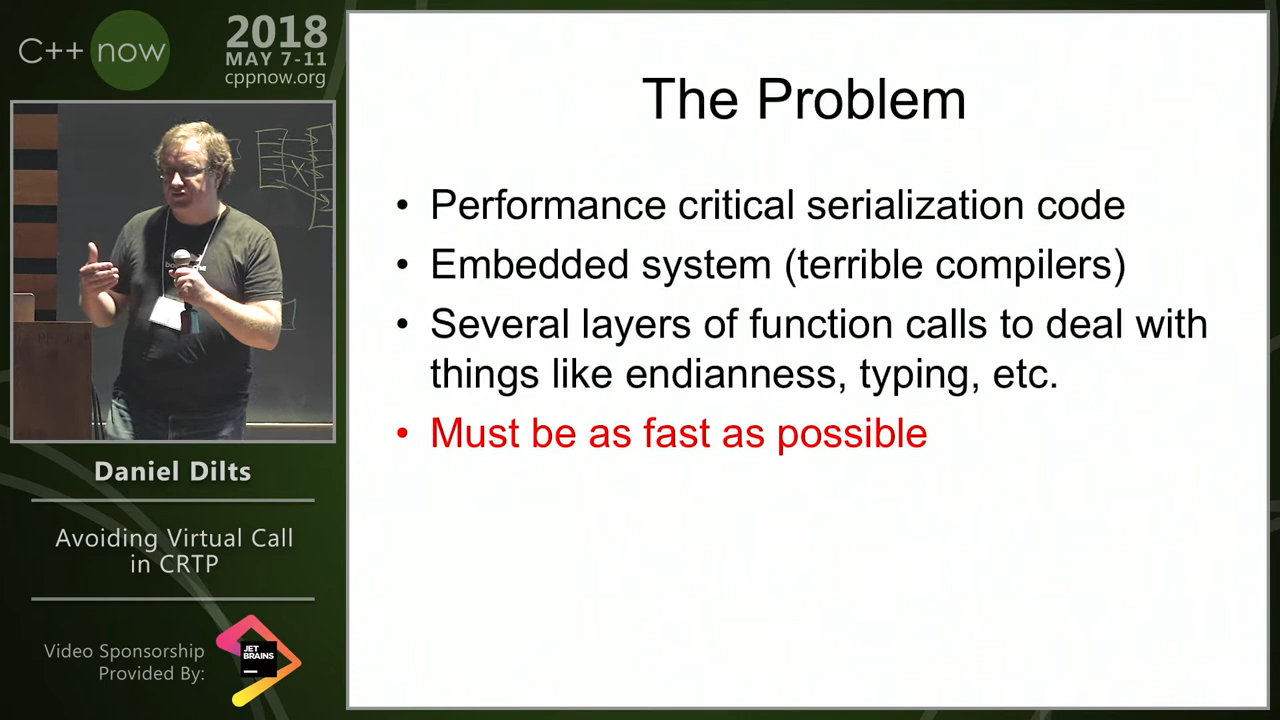 C++ now
2018
MAY 7-11
cppnow.org
The Problem
• Performance critical serialization code
• Embedded system (terrible compilers)
• Several layers of function calls to deal with
things like endianness, typing, etc.
• Must be as fast as possible
Daniel Dilts
Avoiding Virtual Call
in CRTP
Video Sponsorship
Provided By:
JET
BRAINS